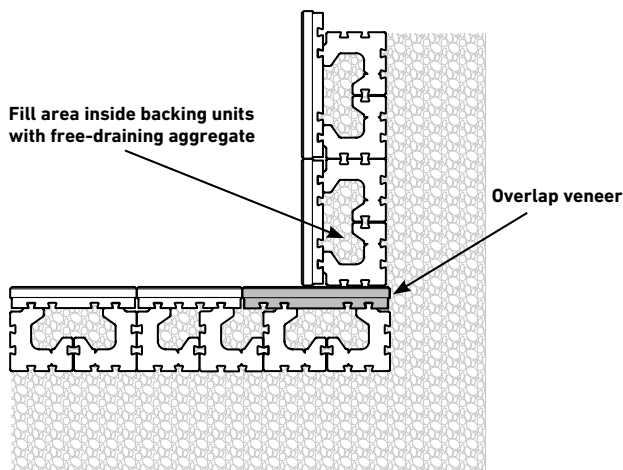 Fill area inside backing units
with free-draining aggregate
Overlap veneer